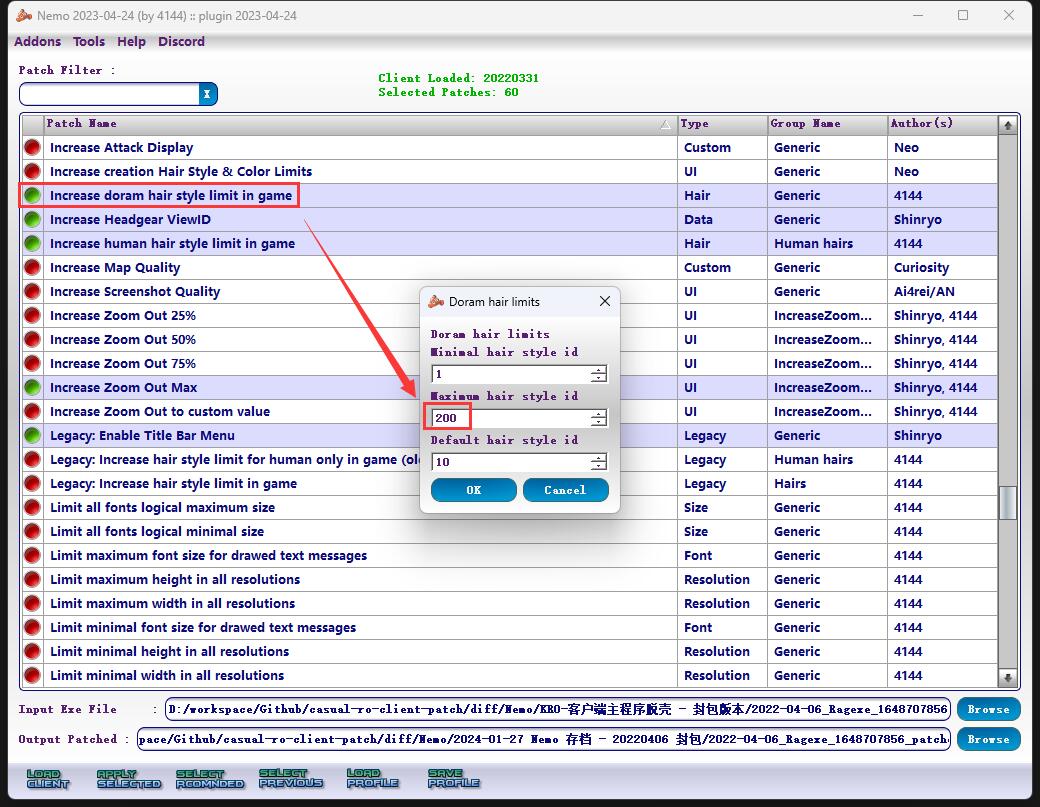 Nemo 2023-04-24 (by 4144) :: plugin 2023-04-24
Addons Tools Help Discord
Patch Filter :
X
Client Loaded: 20220331
Selected Patches: 60
Patch Name Type Group Name Author(s)
Increase Attack Display Custom Generic Neo
Increase creation Hair Style & Color Limits UI Generic Neo
Increase doram hair style limit in game Hair Generic 4144
Increase Headgear ViewID Data Generic Shinryo
Increase human hair style limit in game Hair Human hairs 4144
Increase Map Quality Custom Generic Curiosity
Increase Screenshot Quality UI Generic Ai4rei/AN
Increase Zoom Out 25% UI IncreaseZoom... Shinryo, 4144
Increase Zoom Out 50% UI IncreaseZoom... Shinryo, 4144
Increase Zoom Out 75% UI IncreaseZoom... Shinryo, 4144
Increase Zoom Out Max UI IncreaseZoom... Shinryo, 4144
Increase Zoom Out to custom value UI IncreaseZoom... Shinryo, 4144
Legacy: Enable Title Bar Menu Legacy Generic Shinryo
Legacy: Increase hair style limit for human only in game (ol Legacy Human hairs 4144
Legacy: Increase hair style limit in game Legacy Hairs 4144
Limit all fonts logical maximum size Size Generic 4144
Limit all fonts logical minimal size Size Generic 4144
Limit maximum font size for drawed text messages Font Generic 4144
Limit maximum height in all resolutions Resolution Generic 4144
Limit maximum width in all resolutions Resolution Generic 4144
Limit minimal font size for drawed text messages Font Generic 4144
Limit minimal height in all resolutions Resolution Generic 4144
Limit minimal width in all resolutions Resolution Generic 4144
Doram hair limits
Doram hair limits
Minimal hair style id
1
Maximum hair style id
200
Default hair style id
10
OK Cancel
Input Exe File : D:/workspace/Github/casual-ro-client-patch/diff/Nemo/KRO-客户端主程序脱壳 - 封包版本/2022-04-06_Ragexe_1648707856 Browse
Output Patched : pace/Github/casual-ro-client-patch/diff/Nemo/2024-01-27 Nemo 存档 - 20220406 封包/2022-04-06_Ragexe_1648707856_patch Browse
LOAD CLIENT APPLY SELECTED SELECT RCOMNDED SELECT PREVIOUS LOAD PROFILE SAVE PROFILE